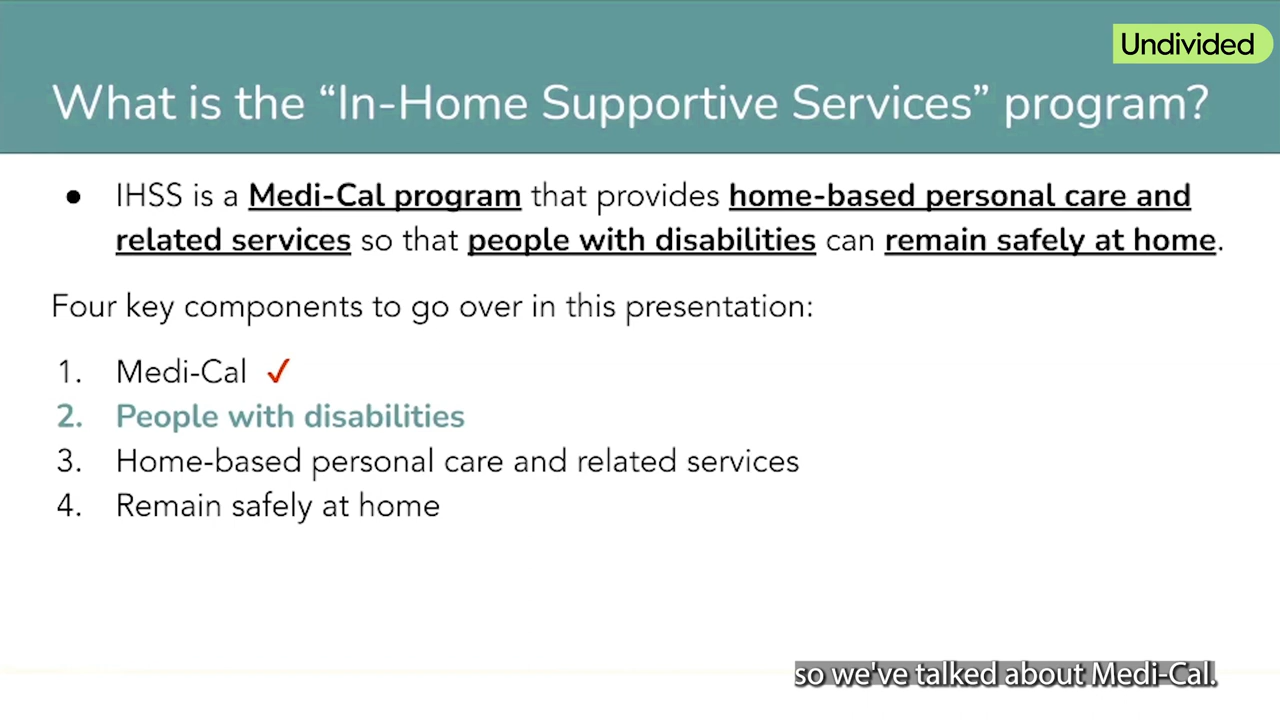 Undivided
What is the “In-Home Supportive Services” program?
● IHSS is a Medi-Cal program that provides home-based personal care and
related services so that people with disabilities can remain safely at home.
Four key components to go over in this presentation:
1. Medi-Cal ✓
2. People with disabilities
3. Home-based personal care and related services
4. Remain safely at home
so we've talked about Medi-Cal.